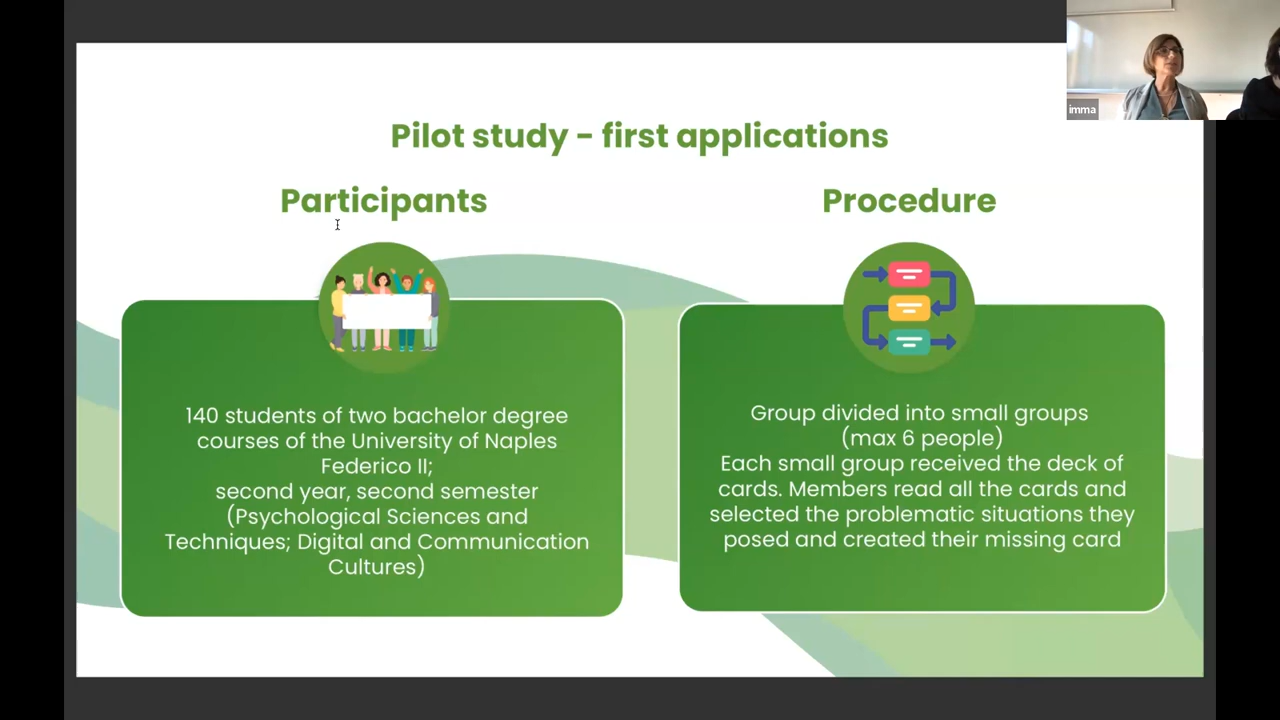 imma
Pilot study - first applications
Participants
140 students of two bachelor degree
courses of the University of Naples
Federico II;
second year, second semester
(Psychological Sciences and
Techniques; Digital and Communication
Cultures)
Procedure
Group divided into small groups
(max 6 people)
Each small group received the deck of
cards. Members read all the cards and
selected the problematic situations they
posed and created their missing card